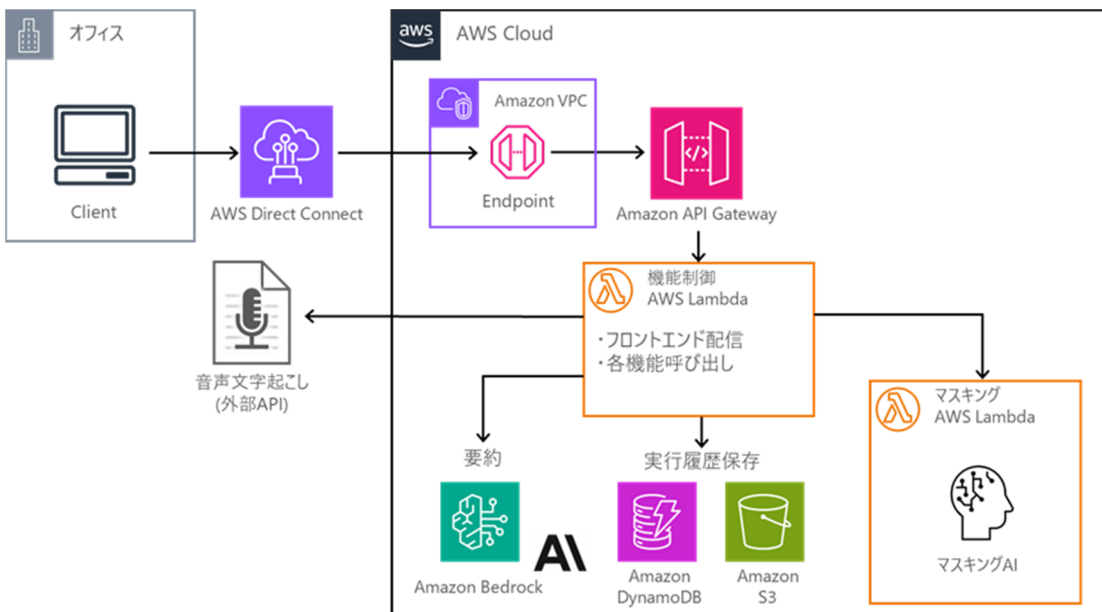 オフィス
aws
AWS Cloud
Amazon VPC
Client
AWS Direct Connect
Endpoint
Amazon API Gateway
機能制御
AWS Lambda
・フロントエンド配信
・各機能呼び出し
音声文字起こし
(外部API)
マスキング
AWS Lambda
マスキングAI
要約
Amazon Bedrock
AI
実行履歴保存
Amazon
DynamoDB
Amazon
S3